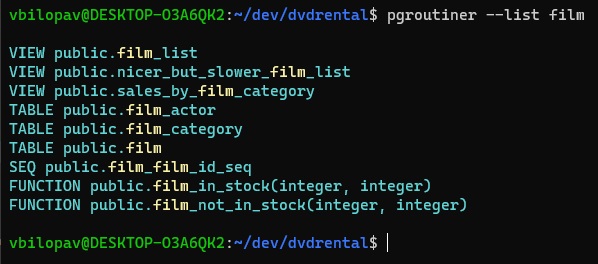 vbilopav@DESKTOP-O3A6QK2:~/dev/dvdrental$ pgroutiner --list film
VIEW public.film_list
VIEW public.nicer_but_slower_film_list
VIEW public.sales_by_film_category
TABLE public.film_actor
TABLE public.film_category
TABLE public.film
SEQ public.film_film_id_seq
FUNCTION public.film_in_stock(integer, integer)
FUNCTION public.film_not_in_stock(integer, integer)
vbilopav@DESKTOP-O3A6QK2:~/dev/dvdrental$